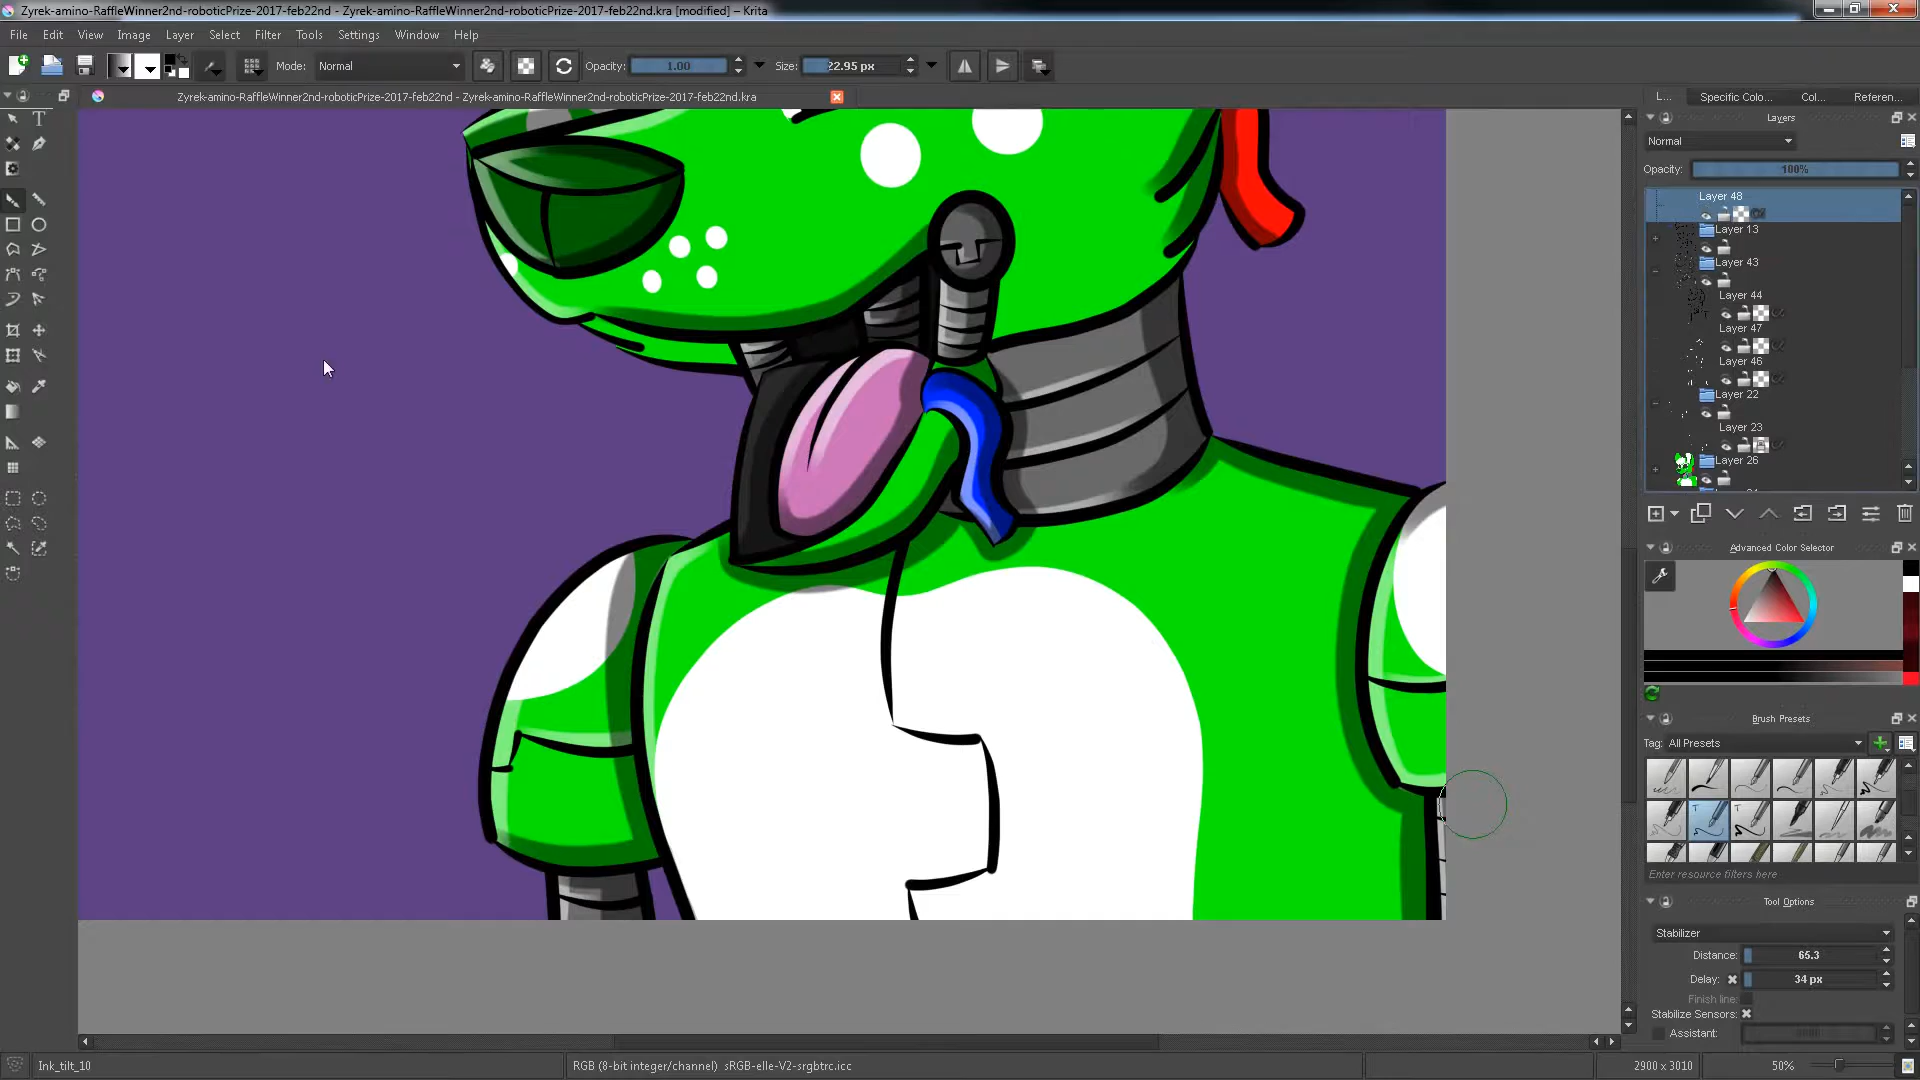 Zyrek-amino-RaffleWinner2nd-roboticPrize-2017-feb22nd - Zyrek-amino-RaffleWinner2nd-roboticPrize-2017-feb22nd.kra [modified] – Krita
File Edit View Image Layer Select Filter Tools Settings Window Help
Mode: Normal Opacity: 1.00 Size: 22.95 px
Zyrek-amino-RaffleWinner2nd-roboticPrize-2017-feb22nd - Zyrek-amino-RaffleWinner2nd-roboticPrize-2017-feb22nd.kra
L... Specific Colo... Col... Referen...
Layers
Normal
Opacity: 100%
Layer 48
Layer 13
Layer 43
Layer 44
Layer 47
Layer 46
Layer 22
Layer 23
Layer 26
Advanced Color Selector
Brush Presets
Tag: All Presets
Enter resource filters here
Tool Options
Stabilizer
Distance: 65.3
Delay: 34 px
Finish line:
Stabilize Sensors:
Assistant:
Ink_tilt_10
RGB (8-bit integer/channel) sRGB-elle-V2-srgbtrc.icc
2900 x 3010
50%